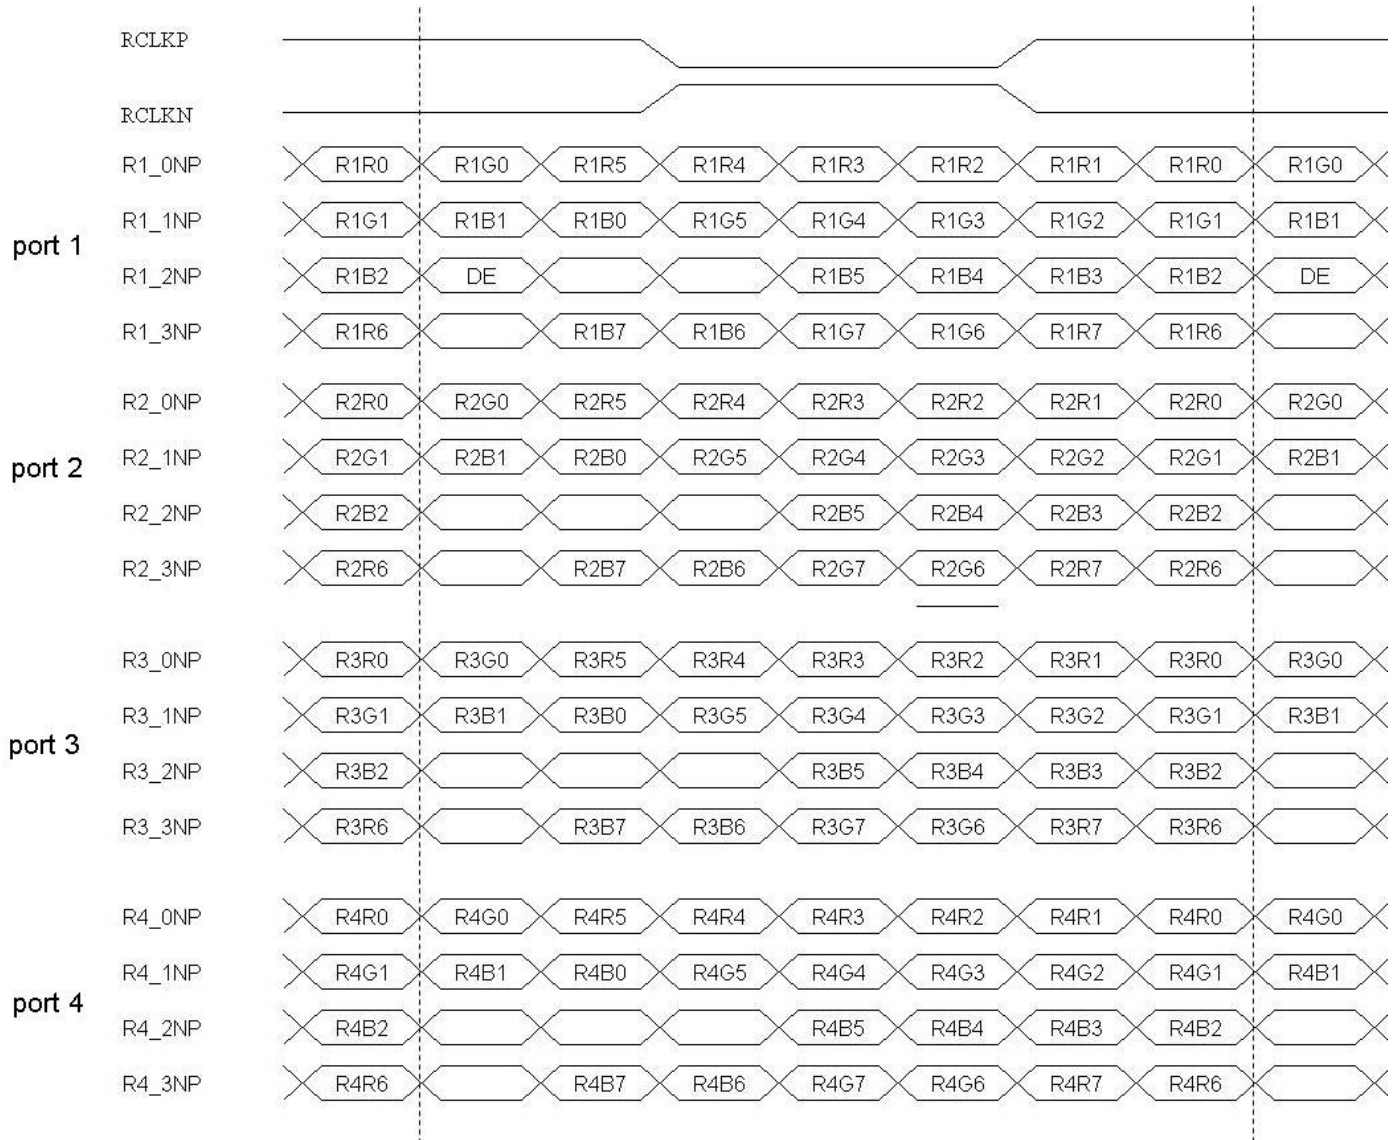 RCLKP
RCLKN
R1_0NP R1R0 R1G0 R1R5 R1R4 R1R3 R1R2 R1R1 R1R0 R1G0
R1_1NP R1G1 R1B1 R1B0 R1G5 R1G4 R1G3 R1G2 R1G1 R1B1
port 1
R1_2NP R1B2 DE R1B5 R1B4 R1B3 R1B2 DE
R1_3NP R1R6 R1B7 R1B6 R1G7 R1G6 R1R7 R1R6
R2_0NP R2R0 R2G0 R2R5 R2R4 R2R3 R2R2 R2R1 R2R0 R2G0
R2_1NP R2G1 R2B1 R2B0 R2G5 R2G4 R2G3 R2G2 R2G1 R2B1
port 2
R2_2NP R2B2 R2B5 R2B4 R2B3 R2B2
R2_3NP R2R6 R2B7 R2B6 R2G7 R2G6 R2R7 R2R6
R3_0NP R3R0 R3G0 R3R5 R3R4 R3R3 R3R2 R3R1 R3R0 R3G0
R3_1NP R3G1 R3B1 R3B0 R3G5 R3G4 R3G3 R3G2 R3G1 R3B1
port 3
R3_2NP R3B2 R3B5 R3B4 R3B3 R3B2
R3_3NP R3R6 R3B7 R3B6 R3G7 R3G6 R3R7 R3R6
R4_0NP R4R0 R4G0 R4R5 R4R4 R4R3 R4R2 R4R1 R4R0 R4G0
R4_1NP R4G1 R4B1 R4B0 R4G5 R4G4 R4G3 R4G2 R4G1 R4B1
port 4
R4_2NP R4B2 R4B5 R4B4 R4B3 R4B2
R4_3NP R4R6 R4B7 R4B6 R4G7 R4G6 R4R7 R4R6